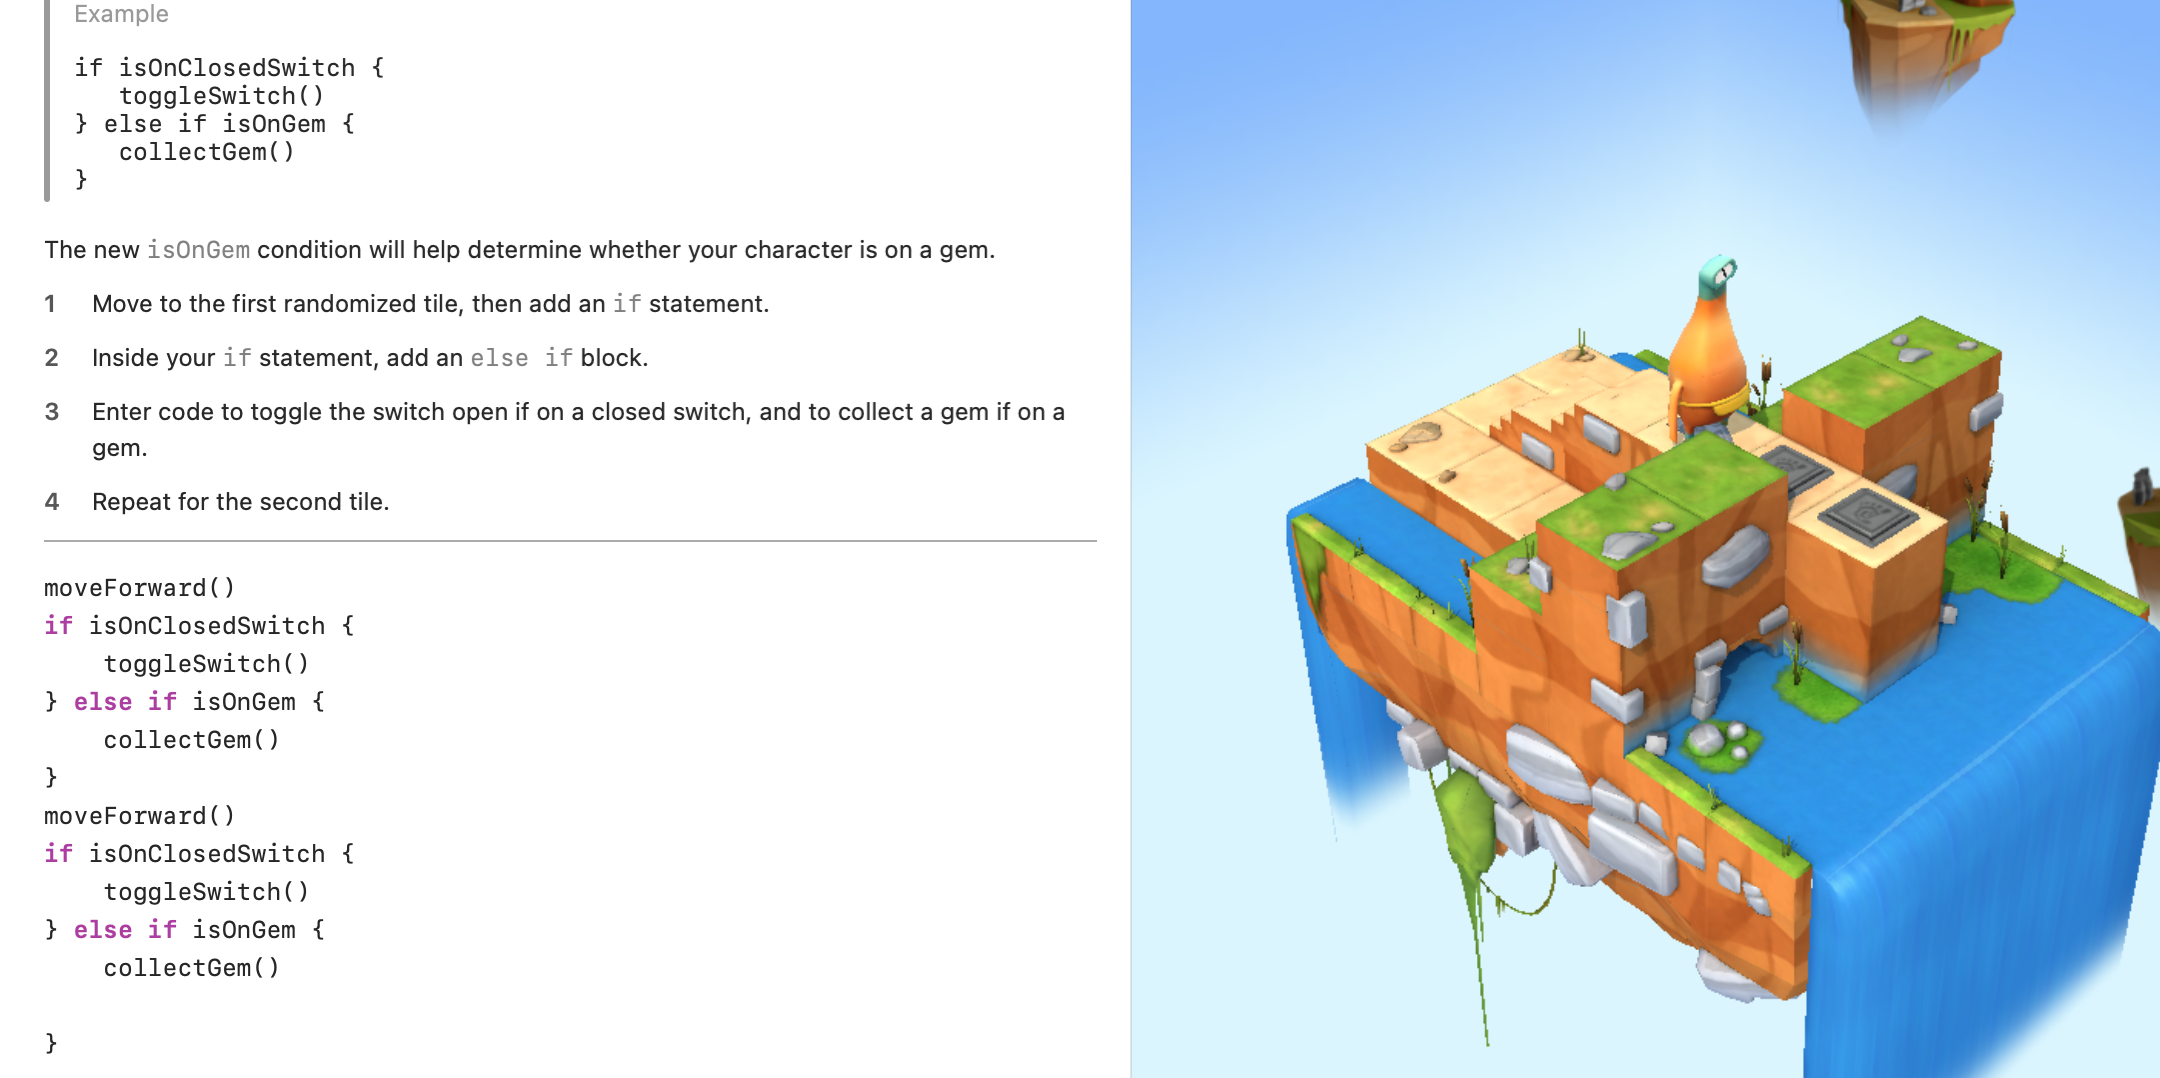 Example
if isOnClosedSwitch {
   toggleSwitch()
} else if isOnGem {
   collectGem()
}
The new isOnGem condition will help determine whether your character is on a gem.
1 Move to the first randomized tile, then add an if statement.
2 Inside your if statement, add an else if block.
3 Enter code to toggle the switch open if on a closed switch, and to collect a gem if on a
gem.
4 Repeat for the second tile.
moveForward()
if isOnClosedSwitch {
    toggleSwitch()
} else if isOnGem {
    collectGem()
}
moveForward()
if isOnClosedSwitch {
    toggleSwitch()
} else if isOnGem {
    collectGem()
}